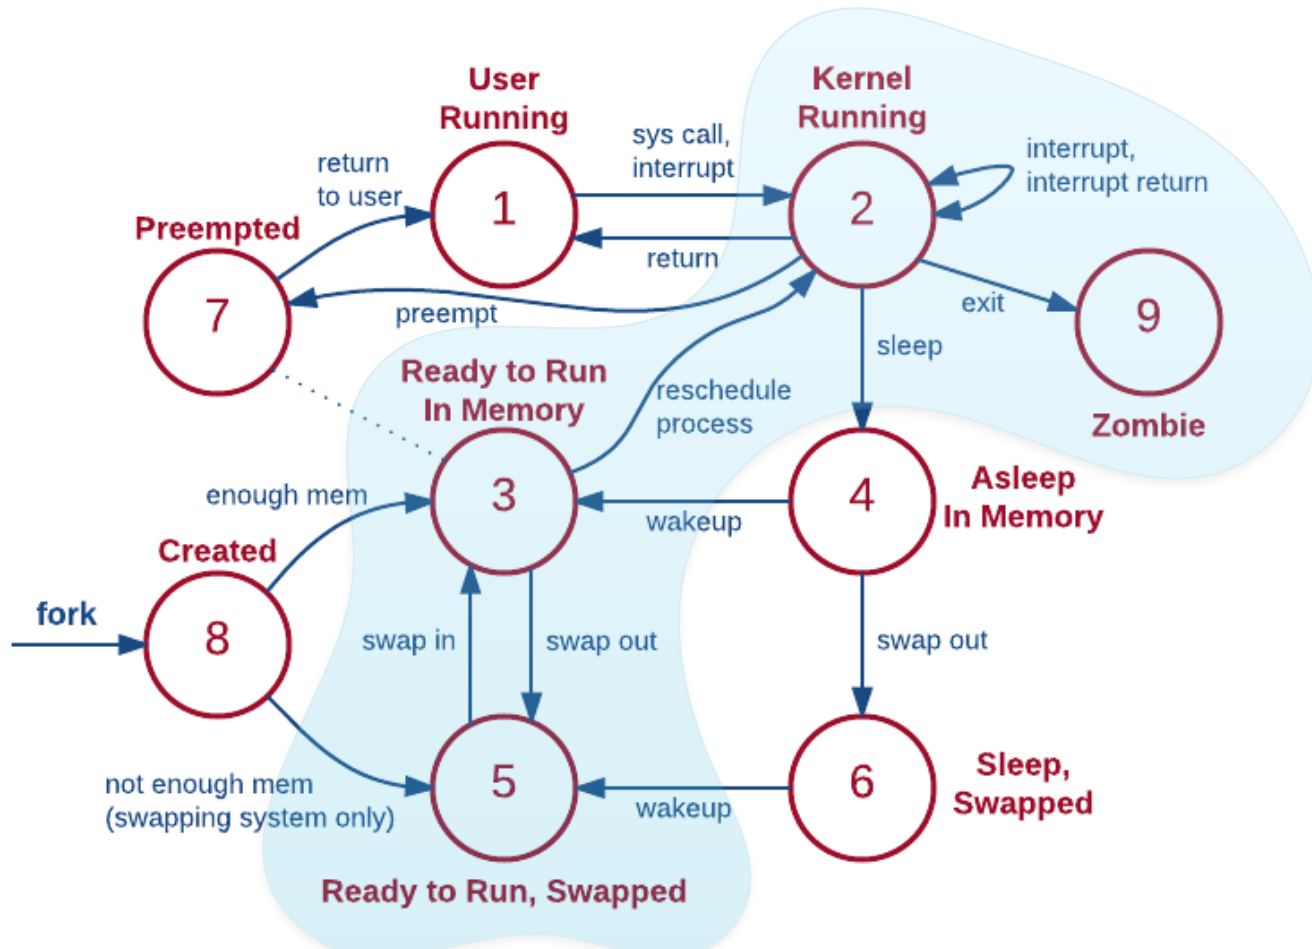 User
Running
Kernel
Running
sys call,
interrupt
interrupt,
interrupt return
return
to user
Preempted
1
2
7
return
preempt
exit
9
sleep
Zombie
Ready to Run
In Memory
reschedule
process
3
enough mem
wakeup
4
Asleep
In Memory
Created
fork
8
swap in
swap out
swap out
not enough mem
(swapping system only)
5
wakeup
6
Sleep,
Swapped
Ready to Run, Swapped